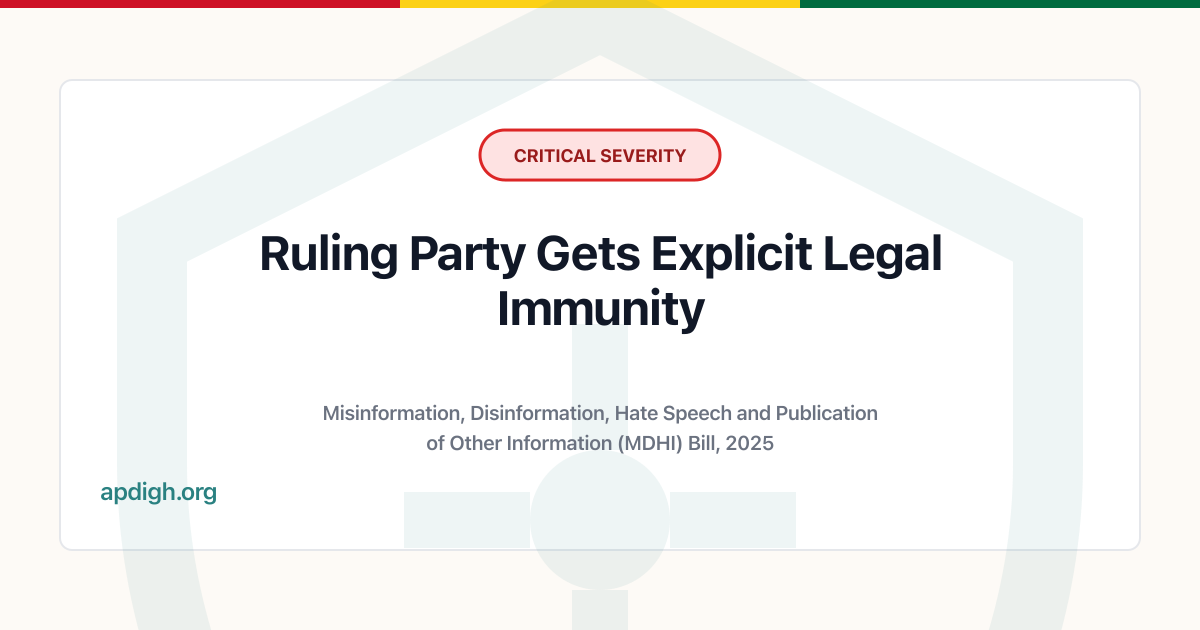 CRITICAL SEVERITY
Ruling Party Gets Explicit Legal
Immunity
Misinformation, Disinformation, Hate Speech and Publication
of Other Information (MDHI) Bill, 2025
apdigh.org